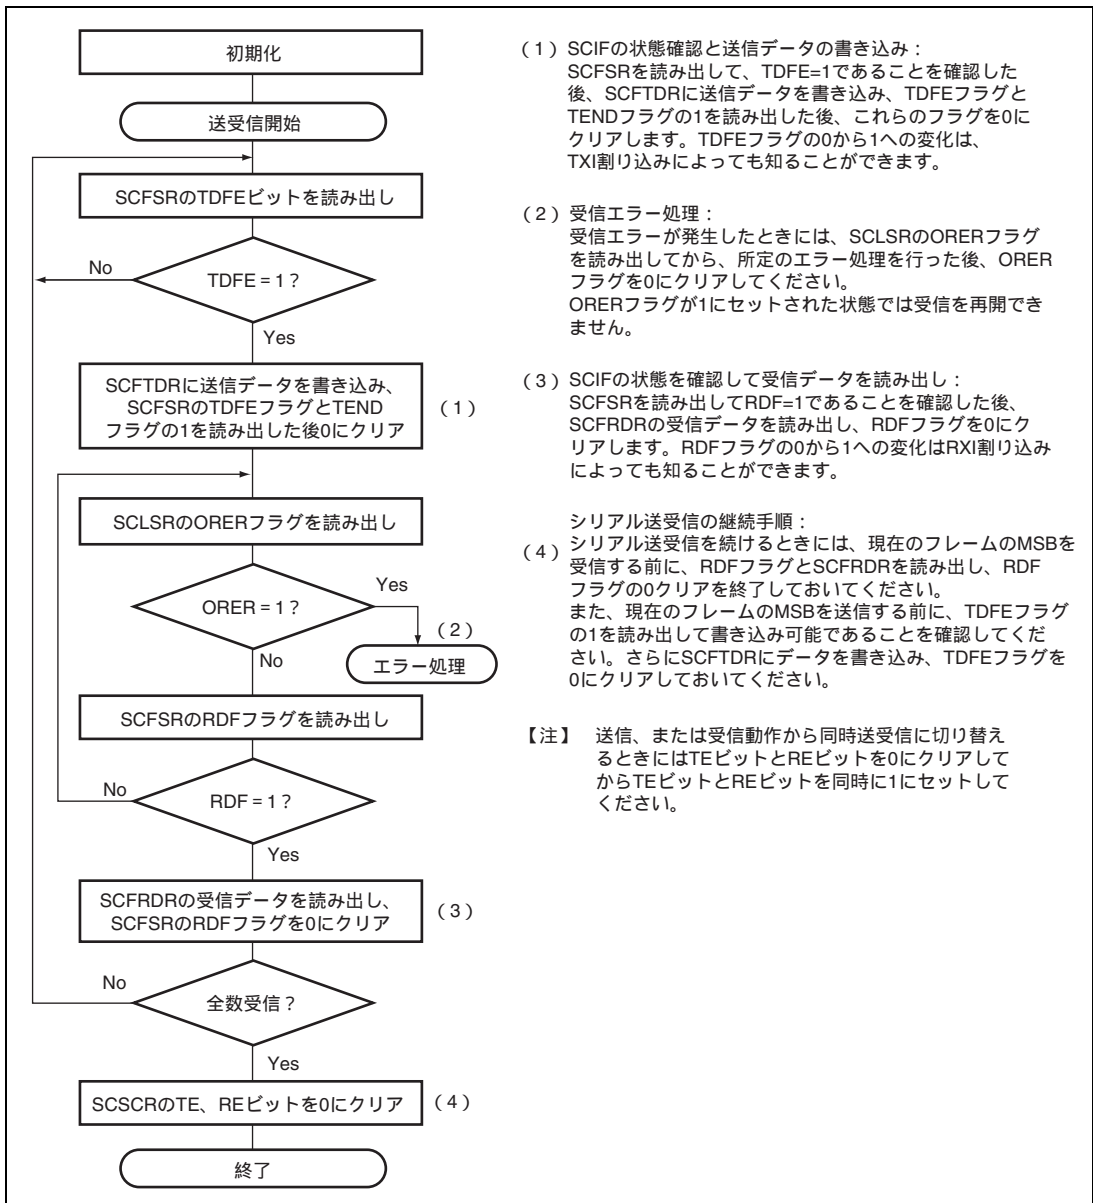 初期化
送受信開始
SCFSRのTDFEビットを読み出し
No
TDFE = 1 ?
Yes
SCFTDRに送信データを書き込み、
SCFSRのTDFEフラグとTEND
フラグの1を読み出した後0にクリア
(1)
SCLSRのORERフラグを読み出し
Yes
ORER = 1 ?
(2)
No
エラー処理
SCFSRのRDFフラグを読み出し
No
RDF = 1 ?
Yes
SCFRDRの受信データを読み出し、
SCFSRのRDFフラグを0にクリア
(3)
No
全数受信 ?
Yes
SCSCRのTE、REビットを0にクリア
(4)
終了
(1) SCIFの状態確認と送信データの書き込み:
SCFSRを読み出して、TDFE=1であることを確認した
後、SCFTDRに送信データを書き込み、TDFEフラグと
TENDフラグの1を読み出した後、これらのフラグを0に
クリアします。TDFEフラグの0から1への変化は、
TXI割り込みによっても知ることができます。
(2) 受信エラー処理:
受信エラーが発生したときには、SCLSRのORERフラグ
を読み出してから、所定のエラー処理を行った後、ORER
フラグを0にクリアしてください。
ORERフラグが1にセットされた状態では受信を再開でき
ません。
(3) SCIFの状態を確認して受信データを読み出し:
SCFSRを読み出してRDF=1であることを確認した後、
SCFRDRの受信データを読み出し、RDFフラグを0にク
リアします。RDFフラグの0から1への変化はRXI割り込み
によっても知ることができます。
シリアル送受信の継続手順:
(4) シリアル送受信を続けるときには、現在のフレームのMSBを
受信する前に、RDFフラグとSCFRDRを読み出し、RDF
フラグの0クリアを終了しておいてください。
また、現在のフレームのMSBを送信する前に、TDFEフラグ
の1を読み出して書き込み可能であることを確認してくだ
さい。さらにSCFTDRにデータを書き込み、TDFEフラグを
0にクリアしておいてください。
【注】 送信、または受信動作から同時送受信に切り替え
るときにはTEビットとREビットを0にクリアして
からTEビットとREビットを同時に1にセットして
ください。